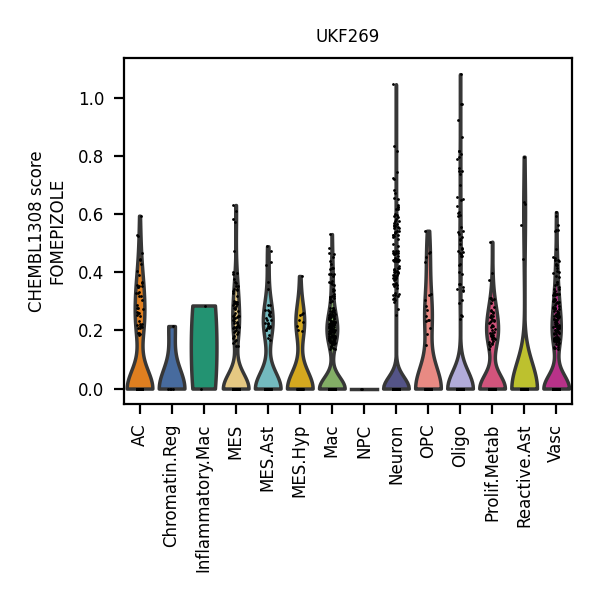 UKF269
CHEMBL1308 score
FOMEPIZOLE
1.0
0.8
0.6
0.4
0.2
0.0
AC
Chromatin.Reg
Inflammatory.Mac
MES
MES.Ast
MES.Hyp
Mac
NPC
Neuron
OPC
Oligo
Prolif.Metab
Reactive.Ast
Vasc